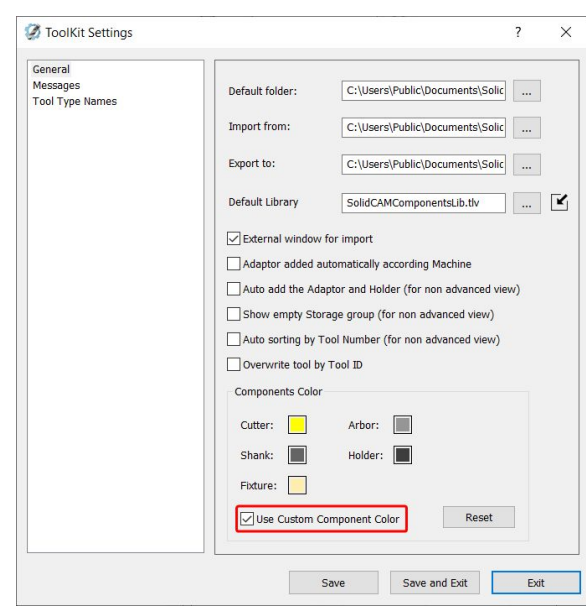 ToolKit Settings
?
General
Messages
Tool Type Names
Default folder: C:\Users\Public\Documents\Solic ...
Import from: C:\Users\Public\Documents\Solic ...
Export to: C:\Users\Public\Documents\Solic ...
Default Library SolidCAMComponentsLib.tlv ...
External window for import
Adaptor added automatically according Machine
Auto add the Adaptor and Holder (for non advanced view)
Show empty Storage group (for non advanced view)
Auto sorting by Tool Number (for non advanced view)
Overwrite tool by Tool ID
Components Color
Cutter: Arbor:
Shank: Holder:
Fixture:
Use Custom Component Color Reset
Save Save and Exit Exit